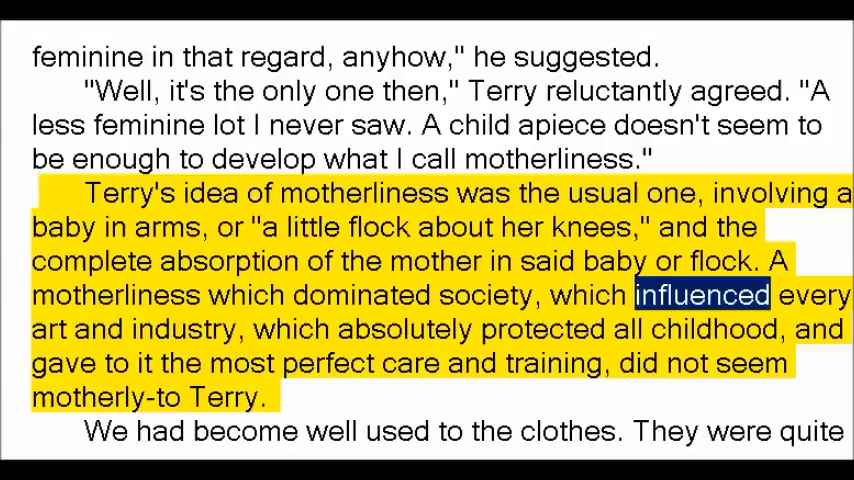 feminine in that regard, anyhow," he suggested.
"Well, it's the only one then," Terry reluctantly agreed. "A
less feminine lot I never saw. A child apiece doesn't seem to
be enough to develop what I call motherliness."
Terry's idea of motherliness was the usual one, involving a
baby in arms, or "a little flock about her knees," and the
complete absorption of the mother in said baby or flock. A
motherliness which dominated society, which influenced every
art and industry, which absolutely protected all childhood, and
gave to it the most perfect care and training, did not seem
motherly-to Terry.
We had become well used to the clothes. They were quite